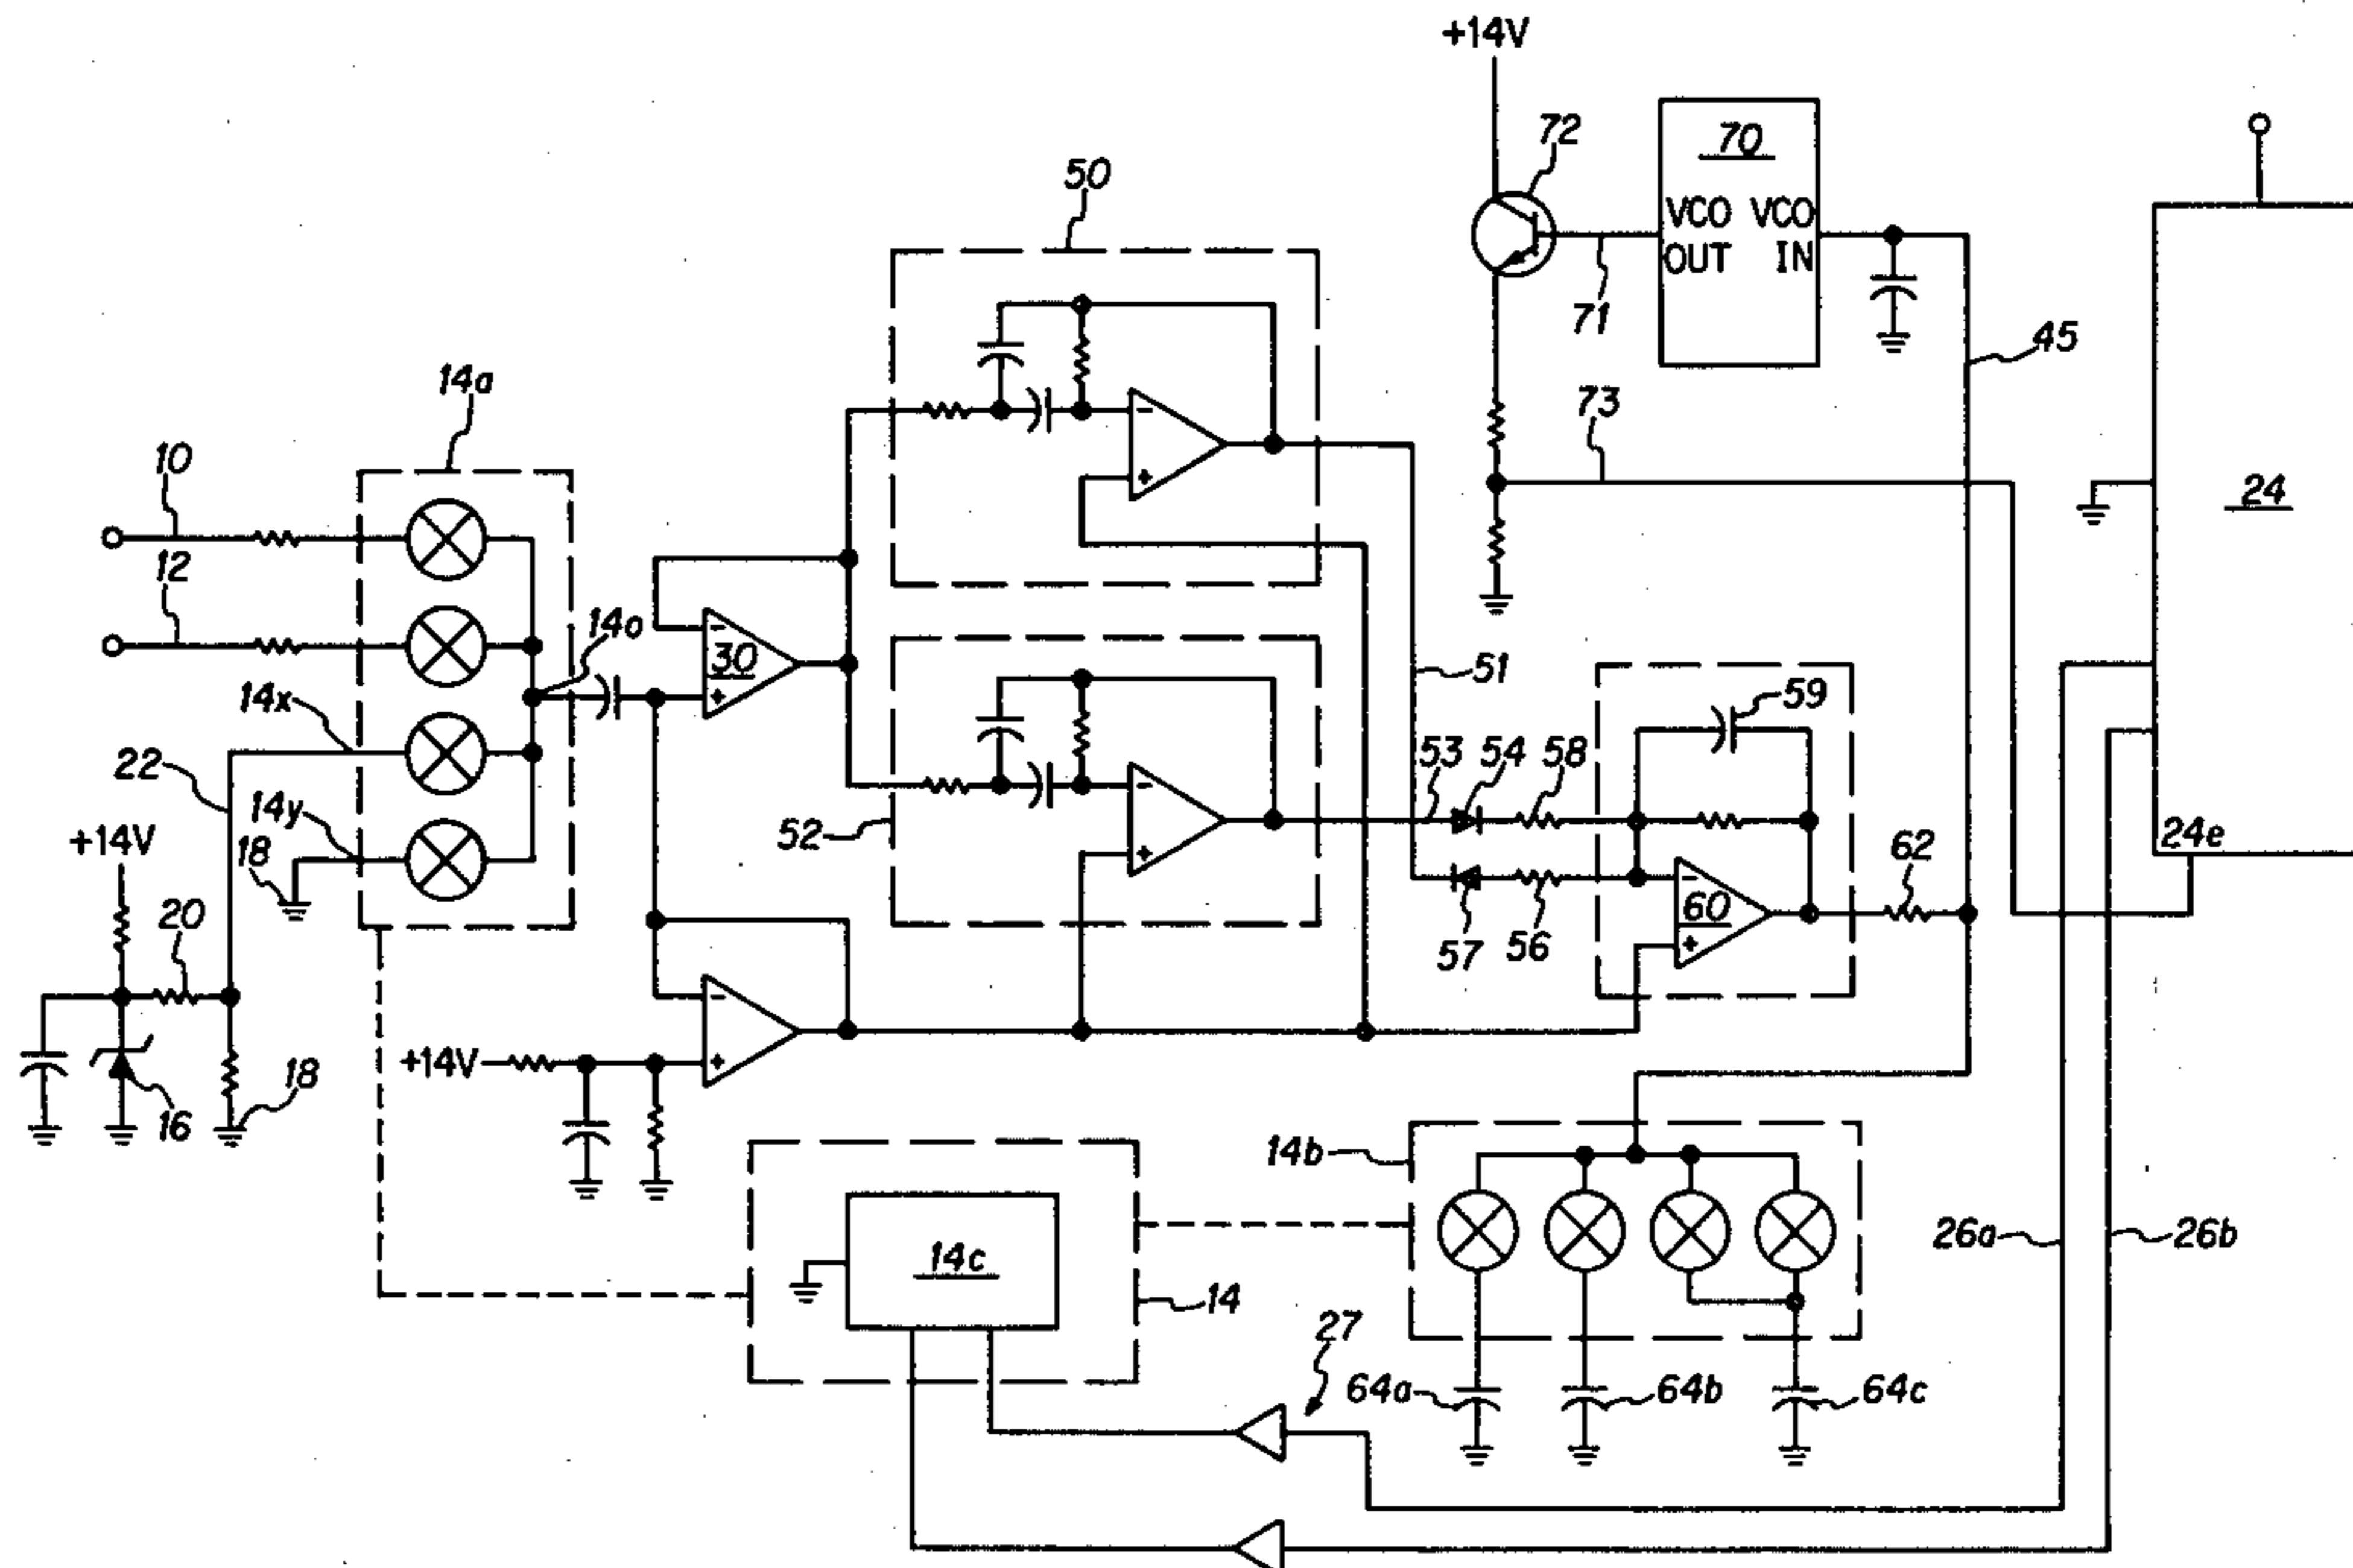 +14V
72
70
VCO VCO
OUT IN
71
50
45
73
24
14a
10
12
14o
30
51
59
14x
22
53 54 58
14y
18
+14V
52
24e
62
60
57 56
20
+14V
18
16
14b
14c
14
26a
26b
27
64a
64b
64c